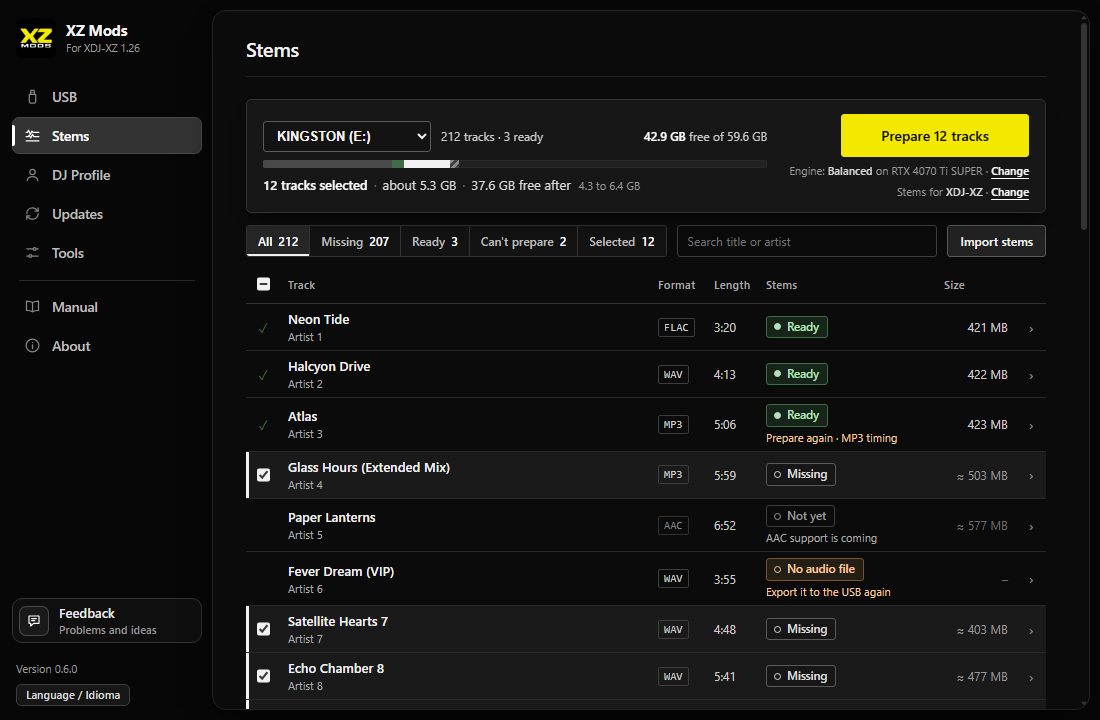 XZ MODS
XZ Mods
For XDJ-XZ 1.26
USB
Stems
DJ Profile
Updates
Tools
Manual
About
Feedback
Problems and ideas
Version 0.6.0
Language / Idioma
Stems
KINGSTON (E:) 212 tracks · 3 ready 42.9 GB free of 59.6 GB
12 tracks selected · about 5.3 GB · 37.6 GB free after 4.3 to 6.4 GB
Prepare 12 tracks
Engine: Balanced on RTX 4070 Ti SUPER · Change
Stems for XDJ-XZ · Change
All 212 Missing 207 Ready 3 Can't prepare 2 Selected 12 Search title or artist Import stems
Track Format Length Stems Size
Neon Tide FLAC 3:20 Ready 421 MB
Artist 1
Halcyon Drive WAV 4:13 Ready 422 MB
Artist 2
Atlas MP3 5:06 Ready 423 MB
Artist 3 Prepare again · MP3 timing
Glass Hours (Extended Mix) MP3 5:59 Missing ≈ 503 MB
Artist 4
Paper Lanterns AAC 6:52 Not yet ≈ 577 MB
Artist 5 AAC support is coming
Fever Dream (VIP) WAV 3:55 No audio file –
Artist 6 Export it to the USB again
Satellite Hearts 7 WAV 4:48 Missing ≈ 403 MB
Artist 7
Echo Chamber 8 WAV 5:41 Missing ≈ 477 MB
Artist 8